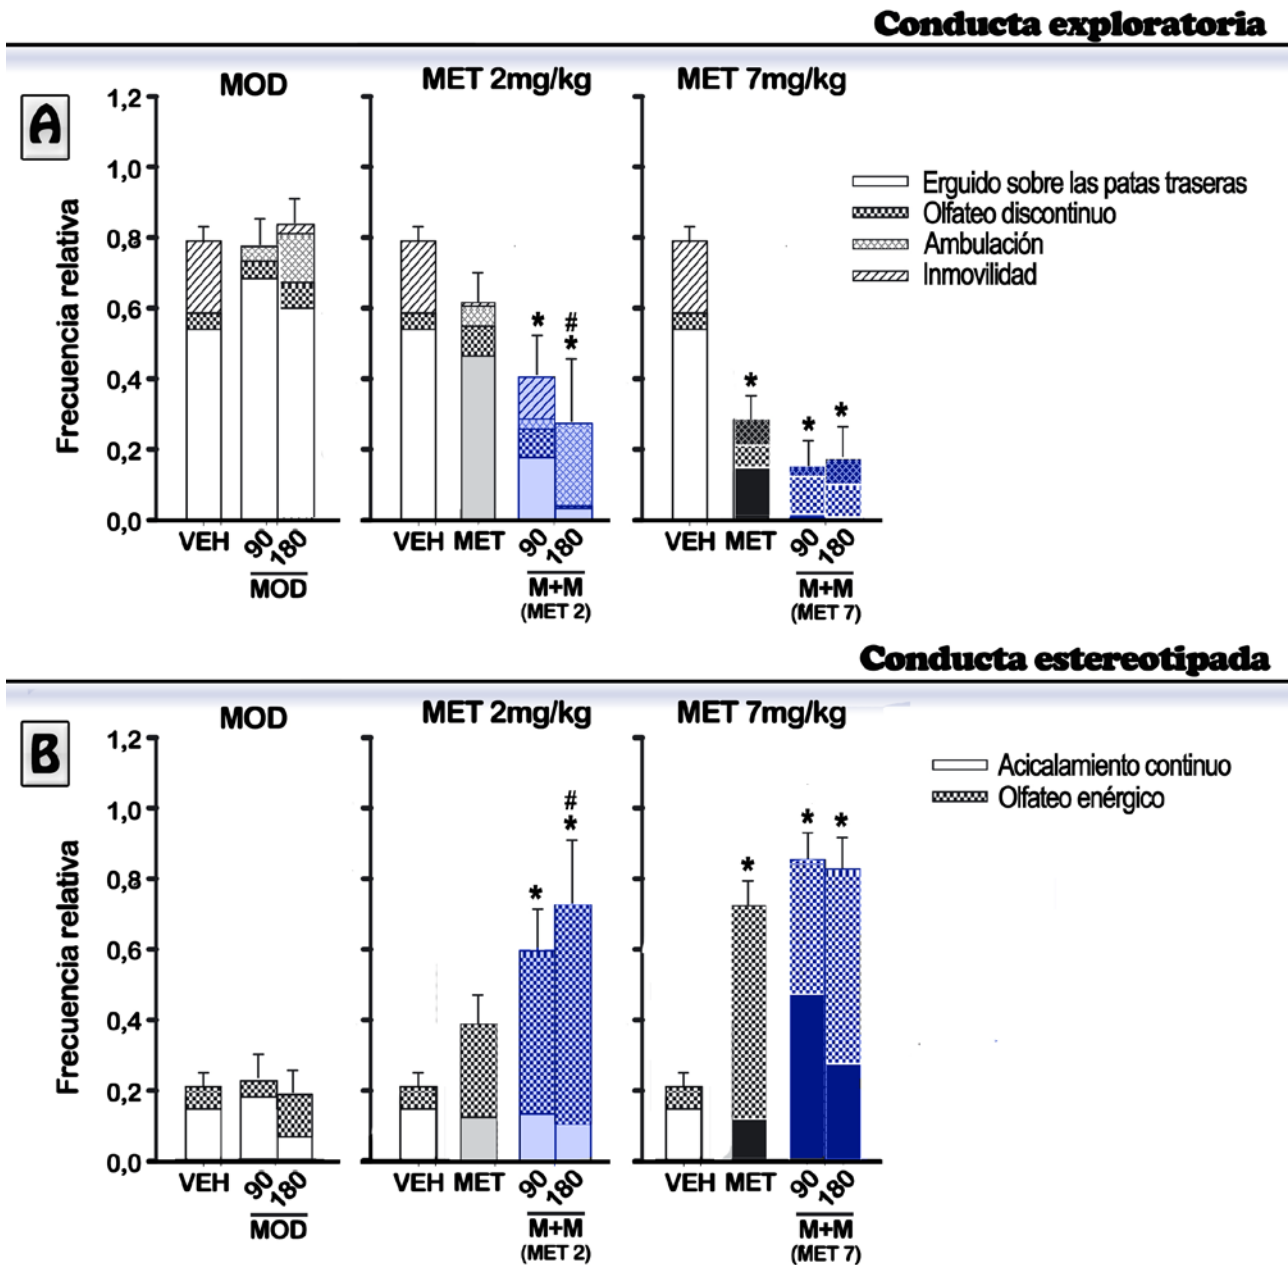 Conducta exploratoria
MOD
MET 2mg/kg
MET 7mg/kg
A
1,2
1,0
0,8
0,6
0,4
0,2
0,0
Frecuencia relativa
Erguido sobre las patas traseras
Olfateo discontinuo
Ambulación
Inmovilidad
*
#
*
*
*
*
VEH
90
180
MOD
VEH
MET
90
180
M+M
(MET 2)
VEH
MET
90
180
M+M
(MET 7)
Conducta estereotipada
MOD
MET 2mg/kg
MET 7mg/kg
B
1,2
1,0
0,8
0,6
0,4
0,2
0,0
Frecuencia relativa
Acicalamiento continuo
Olfateo enérgico
*
#
*
*
*
*
VEH
90
180
MOD
VEH
MET
90
180
M+M
(MET 2)
VEH
MET
90
180
M+M
(MET 7)